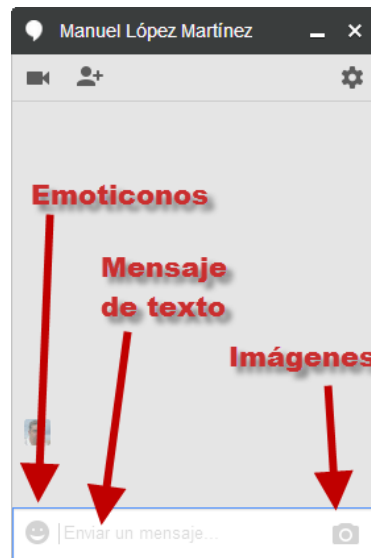 Manuel López Martínez
Emoticonos
Mensaje
de texto
Imágenes
Enviar un mensaje...